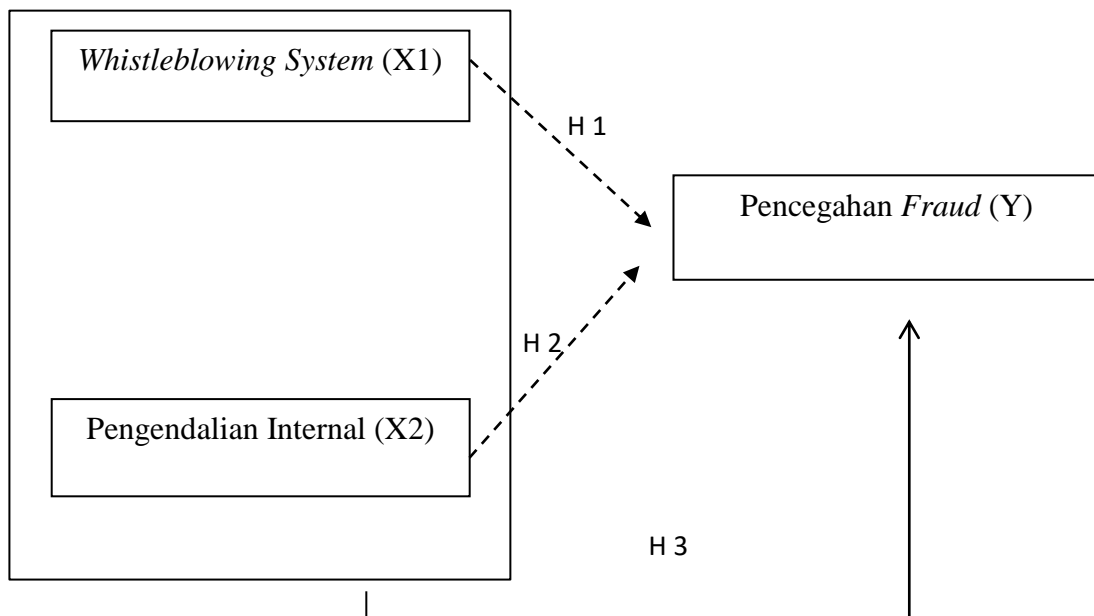 Whistleblowing System (X1)
H 1
Pencegahan Fraud (Y)
H 2
Pengendalian Internal (X2)
H 3